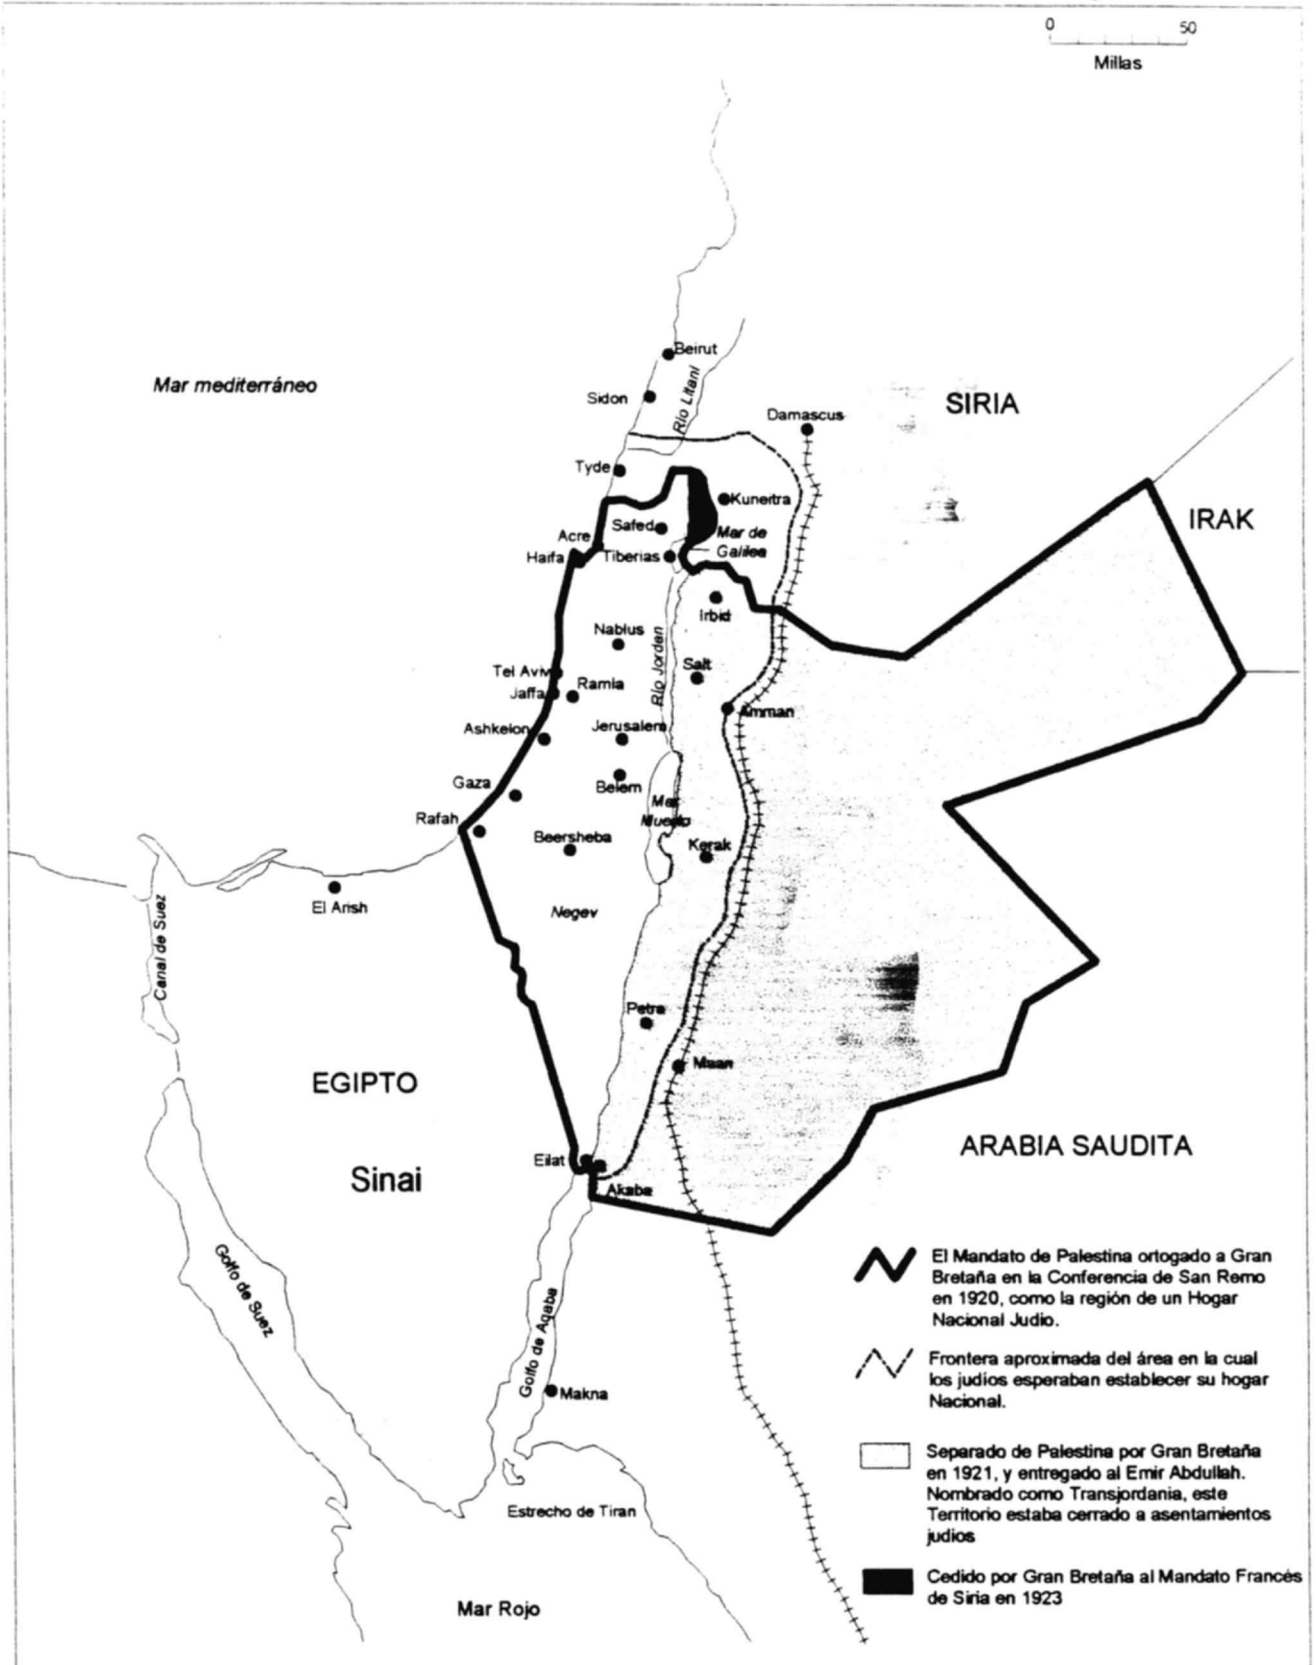 0 50
Millas
Beirut
Mar mediterráneo
Sidon
Río Litani
SIRIA
Damascus
Tyde
Kuneitra
IRAK
Safed
Acre
Mar de
Galilea
Haifa
Tiberias
Irbid
Nablus
Río Jordan
Salt
Tel Aviv
Ramla
Jaffa
Amman
Ashkelon
Jerusalem
Belem
Gaza
Mar
Muerto
Rafah
Beersheba
Kerak
El Arish
Negev
Canal de Suez
Petra
Maan
EGIPTO
ARABIA SAUDITA
Eilat
Sinai
Akaba
Golfo de Suez
Golfo de Aqaba
Makna
Estrecho de Tiran
Mar Rojo
El Mandato de Palestina ortogado a Gran
Bretaña en la Conferencia de San Remo
en 1920, como la región de un Hogar
Nacional Judio.
Frontera aproximada del área en la cual
los judios esperaban establecer su hogar
Nacional.
Separado de Palestina por Gran Bretaña
en 1921, y entregado al Emir Abdullah.
Nombrado como Transjordania, este
Territorio estaba cerrado a asentamientos
judios
Cedido por Gran Bretaña al Mandato Francés
de Siria en 1923